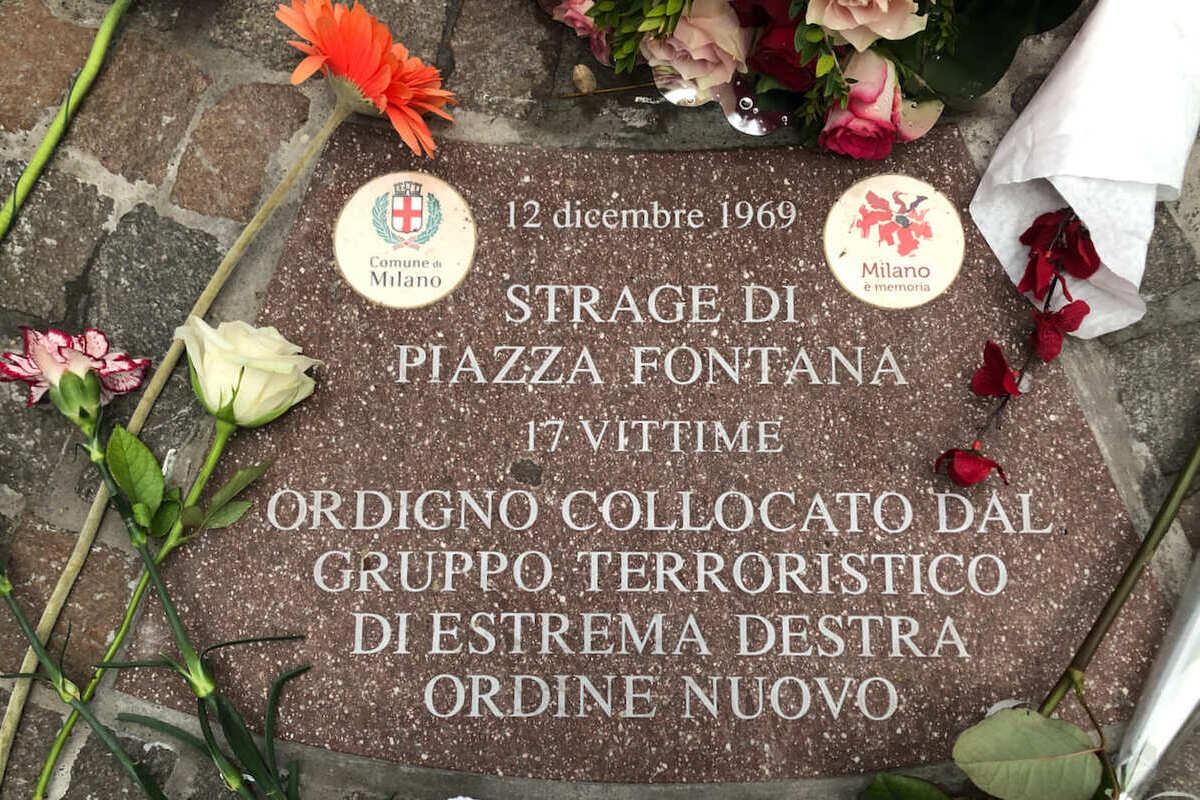 Comune di
Milano
12 dicembre 1969
Milano
è memoria
STRAGE DI
PIAZZA FONTANA
17 VITTIME
ORDIGNO COLLOCATO DAL
GRUPPO TERRORISTICO
DI ESTREMA DESTRA
ORDINE NUOVO